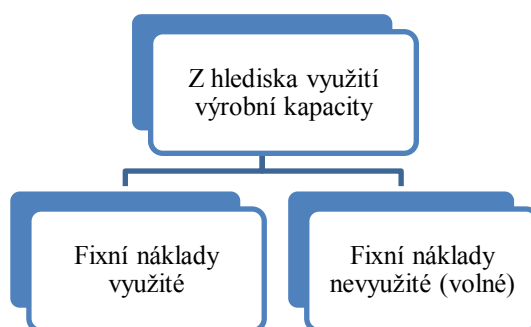 Z hlediska využití
výrobní kapacity
Fixní náklady
využité
Fixní náklady
nevyužité (volné)